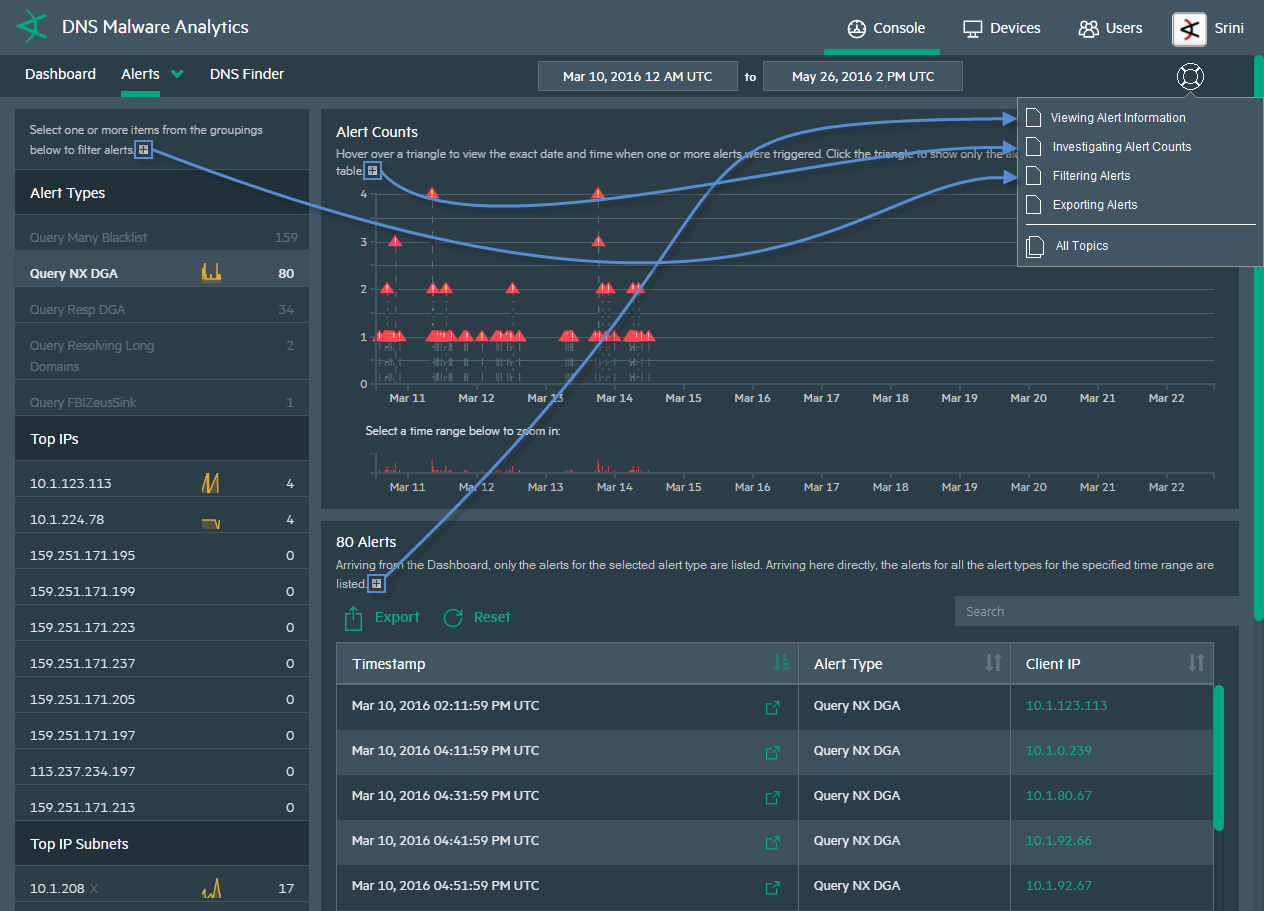 DNS Malware Analytics
Console
Devices
Users
Srini
Dashboard
Alerts
DNS Finder
Mar 10, 2016 12 AM UTC
to
May 26, 2016 2 PM UTC
Viewing Alert Information
Investigating Alert Counts
Filtering Alerts
Exporting Alerts
All Topics
Select one or more items from the groupings
below to filter alerts.
Alert Types
Query Many Blacklist 159
Query NX DGA 80
Query Resp DGA 34
Query Resolving Long 2
Domains
Query FBIZeusSink 1
Top IPs
10.1.123.113 4
10.1.224.78 4
159.251.171.195 0
159.251.171.199 0
159.251.171.223 0
159.251.171.237 0
159.251.171.205 0
159.251.171.197 0
113.237.234.197 0
159.251.171.213 0
Top IP Subnets
10.1.208.X 17
Alert Counts
Hover over a triangle to view the exact date and time when one or more alerts were triggered. Click the triangle to show only the
table.
4
3
2
1
0
Mar 11 Mar 12 Mar 13 Mar 14 Mar 15 Mar 16 Mar 17 Mar 18 Mar 19 Mar 20 Mar 21 Mar 22
Select a time range below to zoom in:
Mar 11 Mar 12 Mar 13 Mar 14 Mar 15 Mar 16 Mar 17 Mar 18 Mar 19 Mar 20 Mar 21 Mar 22
80 Alerts
Arriving from the Dashboard, only the alerts for the selected alert type are listed. Arriving here directly, the alerts for all the alert types for the specified time range are
listed.
Export
Reset
Search
Timestamp Alert Type Client IP
Mar 10, 2016 02:11:59 PM UTC Query NX DGA 10.1.123.113
Mar 10, 2016 04:11:59 PM UTC Query NX DGA 10.1.0.239
Mar 10, 2016 04:31:59 PM UTC Query NX DGA 10.1.80.67
Mar 10, 2016 04:41:59 PM UTC Query NX DGA 10.1.92.66
Mar 10, 2016 04:51:59 PM UTC Query NX DGA 10.1.92.67